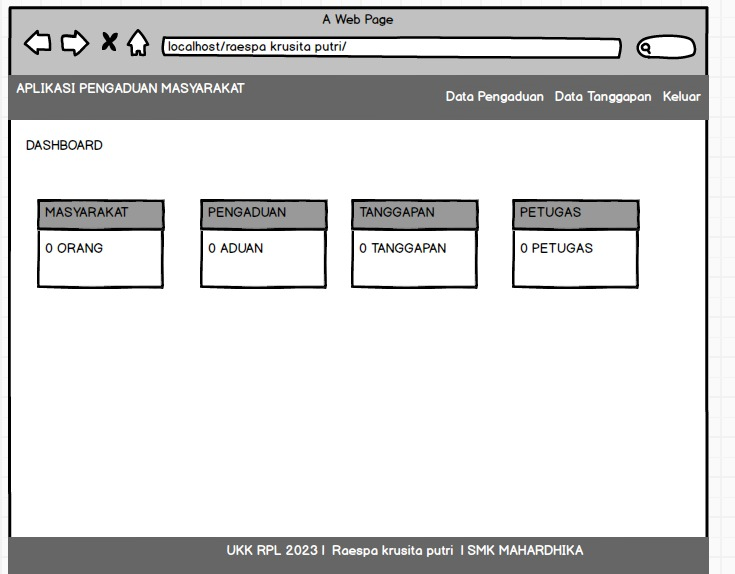 A Web Page
localhost/raespa krusita putri/
APLIKASI PENGADUAN MASYARAKAT
Data Pengaduan Data Tanggapan Keluar
DASHBOARD
MASYARAKAT PENGADUAN TANGGAPAN PETUGAS
0 ORANG 0 ADUAN 0 TANGGAPAN 0 PETUGAS
UKK RPL 2023 | Raespa krusita putri | SMK MAHARDHIKA